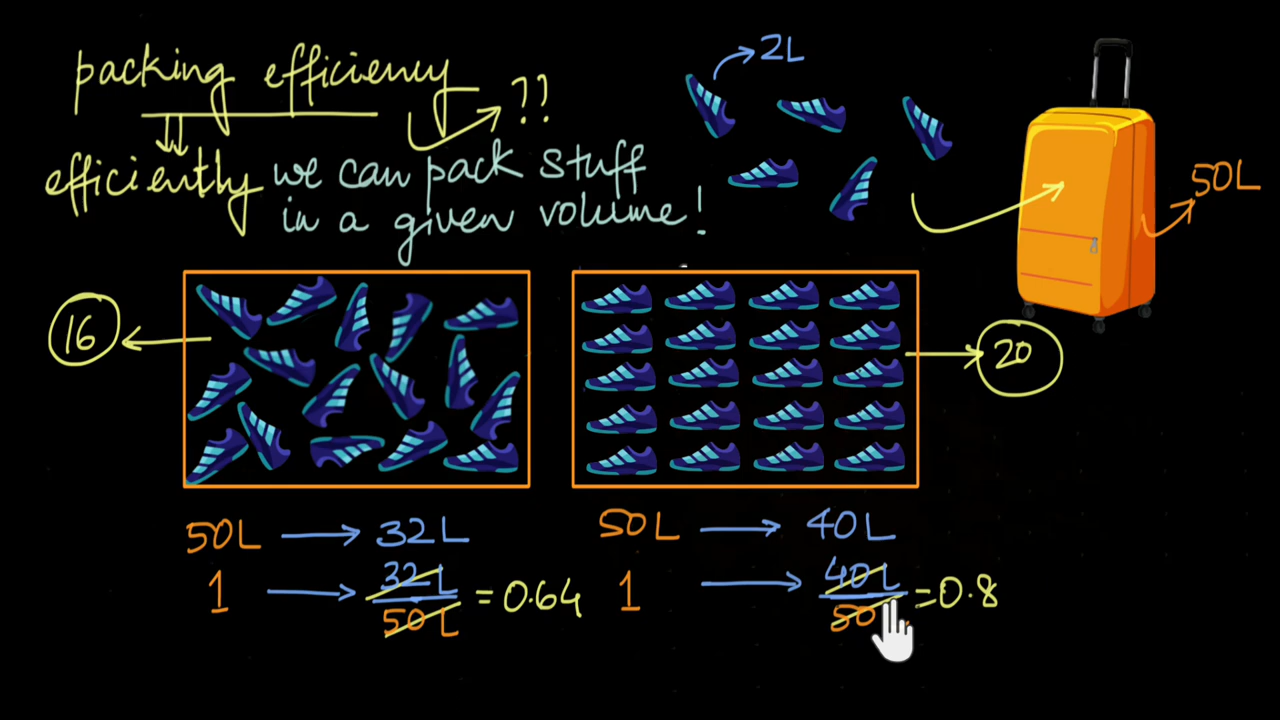 packing efficiency
??
efficiently we can pack stuff
in a given volume!
2L
50L
16
20
50L → 32L
1 → 32L/50L = 0.64
50L → 40L
1 → 40L/50 = 0.8